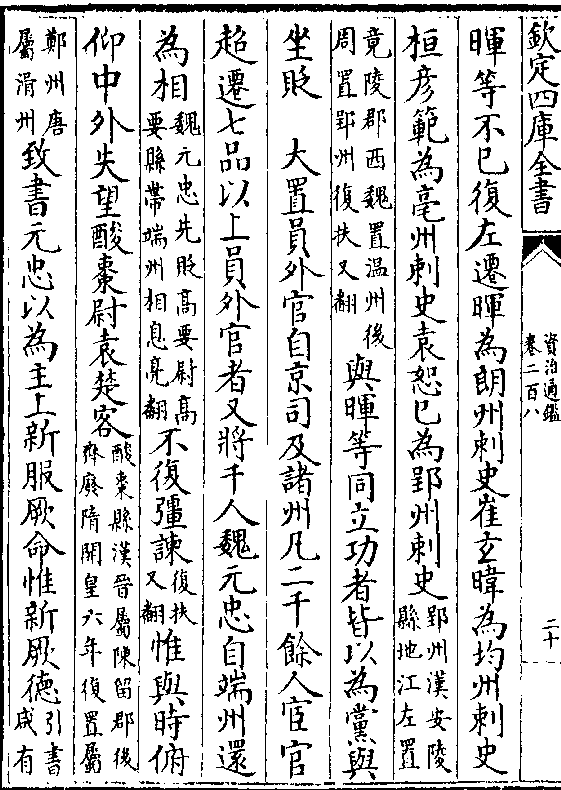 欽定四庫全書
資治通鑑
卷二百八
二十
暉等不已復左遷暉為朗州刺史崔玄暐為均州刺史
桓彥範為亳州刺史袁恕己為郢州刺史郢州漢安陵縣地江左置
竟陵郡西魏置温州後周置郢州復扶又翻與暉等同立功者皆以為黨與
坐貶 大置員外官自京司及諸州凡二千餘人宦官
超遷七品以上員外官者又將千人魏元忠自端州還
為相魏元忠先貶高要尉高要縣帶端州相息亮翻不復彊諫復扶又翻惟與時俯
仰中外失望酸棗尉袁楚客酸棗縣漢晉屬陳留郡後齊廢隋開皇六年復置屬
鄭州唐屬滑州致書元忠以為主上新服厥命惟新厥德引書咸有